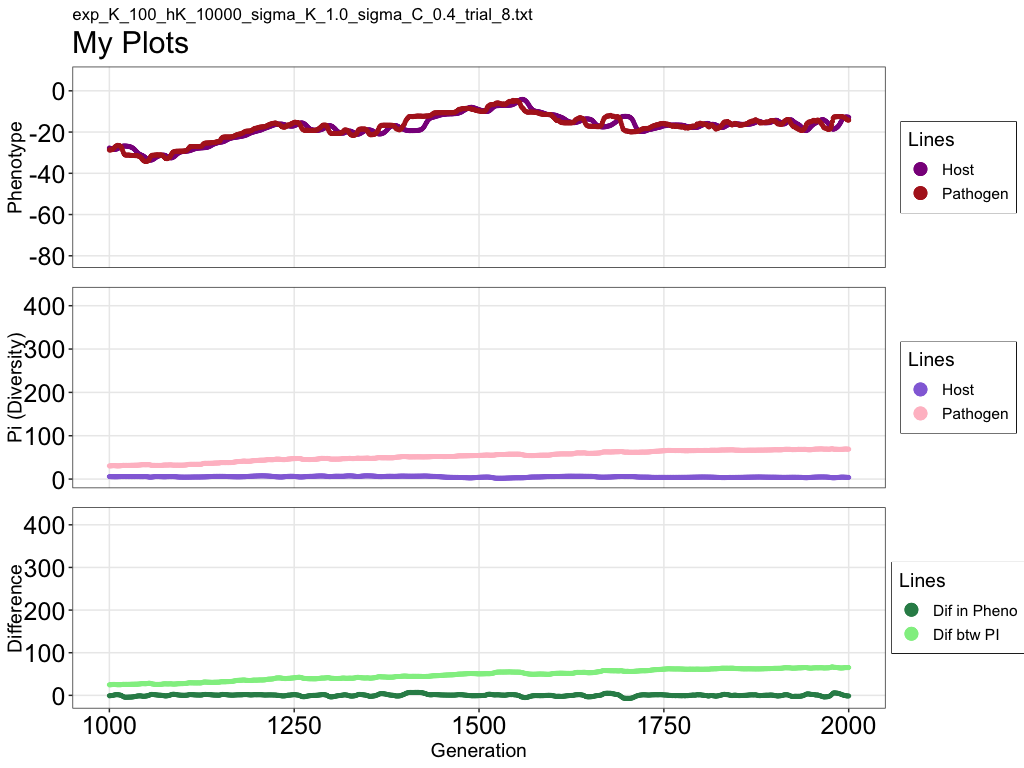 exp_K_100_hK_10000_sigma_K_1.0_sigma_C_0.4_trial_8.txt
My Plots
Phenotype
0
-20
-40
-60
-80
Lines
Host
Pathogen
Pi (Diversity)
400
300
200
100
0
Lines
Host
Pathogen
Difference
400
300
200
100
0
Lines
Dif in Pheno
Dif btw PI
1000 1250 1500 1750 2000
Generation